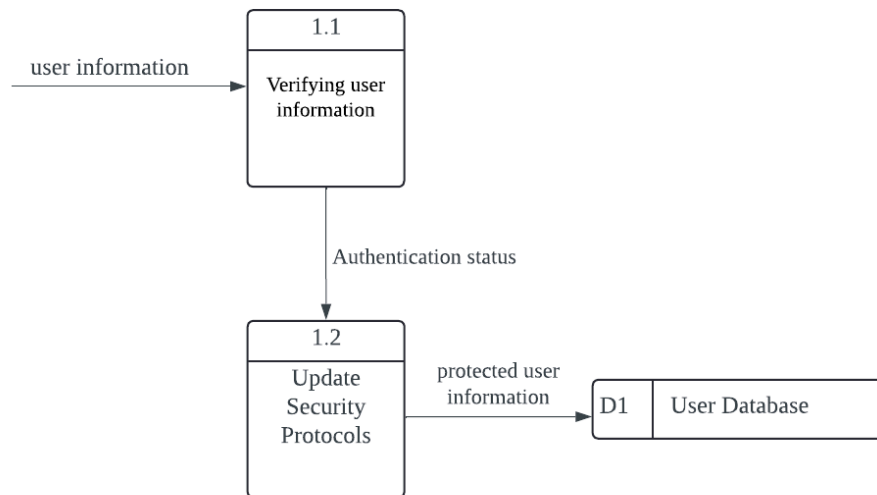 1.1
user information
Verifying user
information
Authentication status
1.2
Update
Security
Protocols
protected user
information
D1
User Database